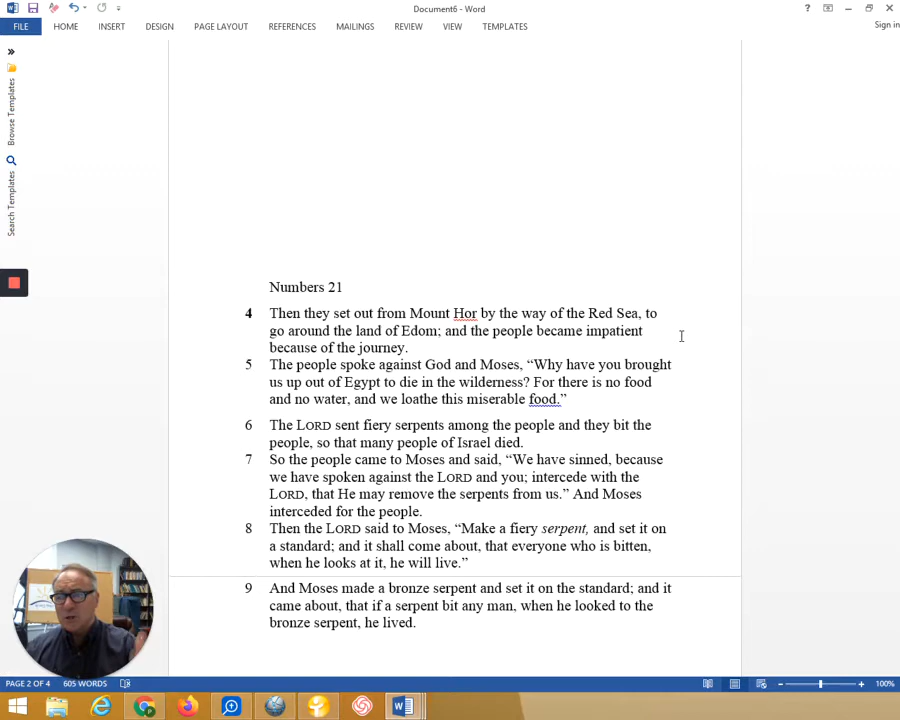 Document6 - Word
Sign in
FILE HOME INSERT DESIGN PAGE LAYOUT REFERENCES MAILINGS REVIEW VIEW TEMPLATES
Browse Templates
Search Templates
Numbers 21
4 Then they set out from Mount Hor by the way of the Red Sea, to
go around the land of Edom; and the people became impatient
because of the journey.
5 The people spoke against God and Moses, “Why have you brought
us up out of Egypt to die in the wilderness? For there is no food
and no water, and we loathe this miserable food.”
6 The LORD sent fiery serpents among the people and they bit the
people, so that many people of Israel died.
7 So the people came to Moses and said, “We have sinned, because
we have spoken against the LORD and you; intercede with the
LORD, that He may remove the serpents from us.” And Moses
interceded for the people.
8 Then the LORD said to Moses, “Make a fiery serpent, and set it on
a standard; and it shall come about, that everyone who is bitten,
when he looks at it, he will live.”
9 And Moses made a bronze serpent and set it on the standard; and it
came about, that if a serpent bit any man, when he looked to the
bronze serpent, he lived.
PAGE 2 OF 4 605 WORDS 100%